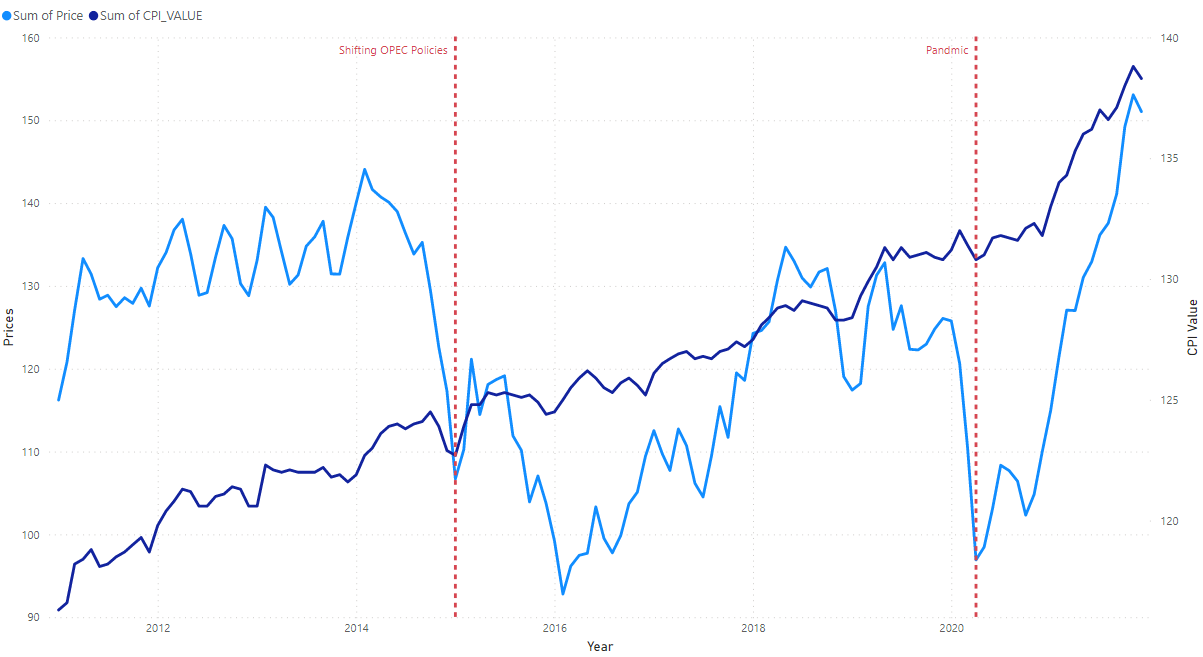 Sum of Price Sum of CPI_VALUE
160
150
140
130
120
110
100
90
Prices
Shifting OPEC Policies
Pandmic
140
135
130
125
120
CPI Value
2012 2014 2016 2018 2020
Year